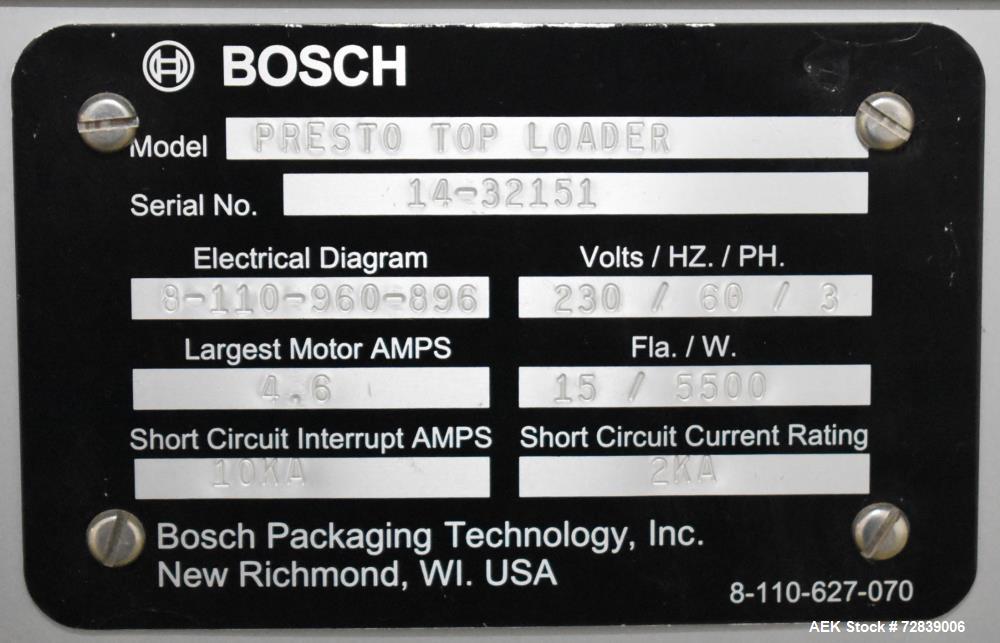 BOSCH
Model PRESTO TOP LOADER
Serial No. 14-32151
Electrical Diagram Volts / HZ. / PH.
8-110-960-896 230 / 60 / 3
Largest Motor AMPS Fla. / W.
4.6 15 / 5500
Short Circuit Interrupt AMPS Short Circuit Current Rating
10KA 2KA
Bosch Packaging Technology, Inc.
New Richmond, WI. USA
8-110-627-070
AEK Stock # 72839006